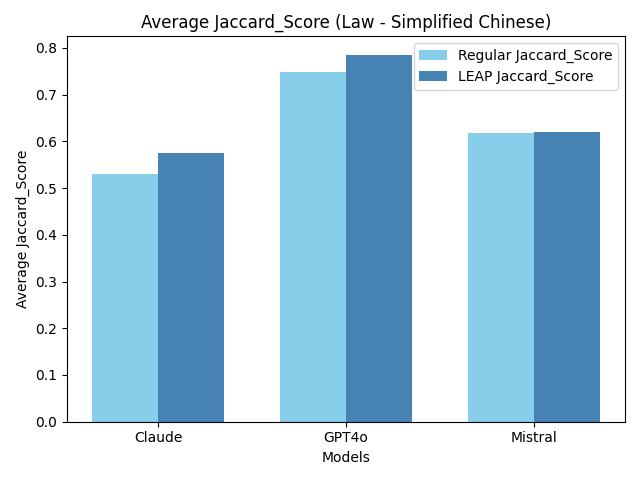 Average Jaccard_Score (Law - Simplified Chinese)
Regular Jaccard_Score
LEAP Jaccard_Score
Average Jaccard_Score
0.8
0.7
0.6
0.5
0.4
0.3
0.2
0.1
0.0
Claude
GPT4o
Mistral
Models